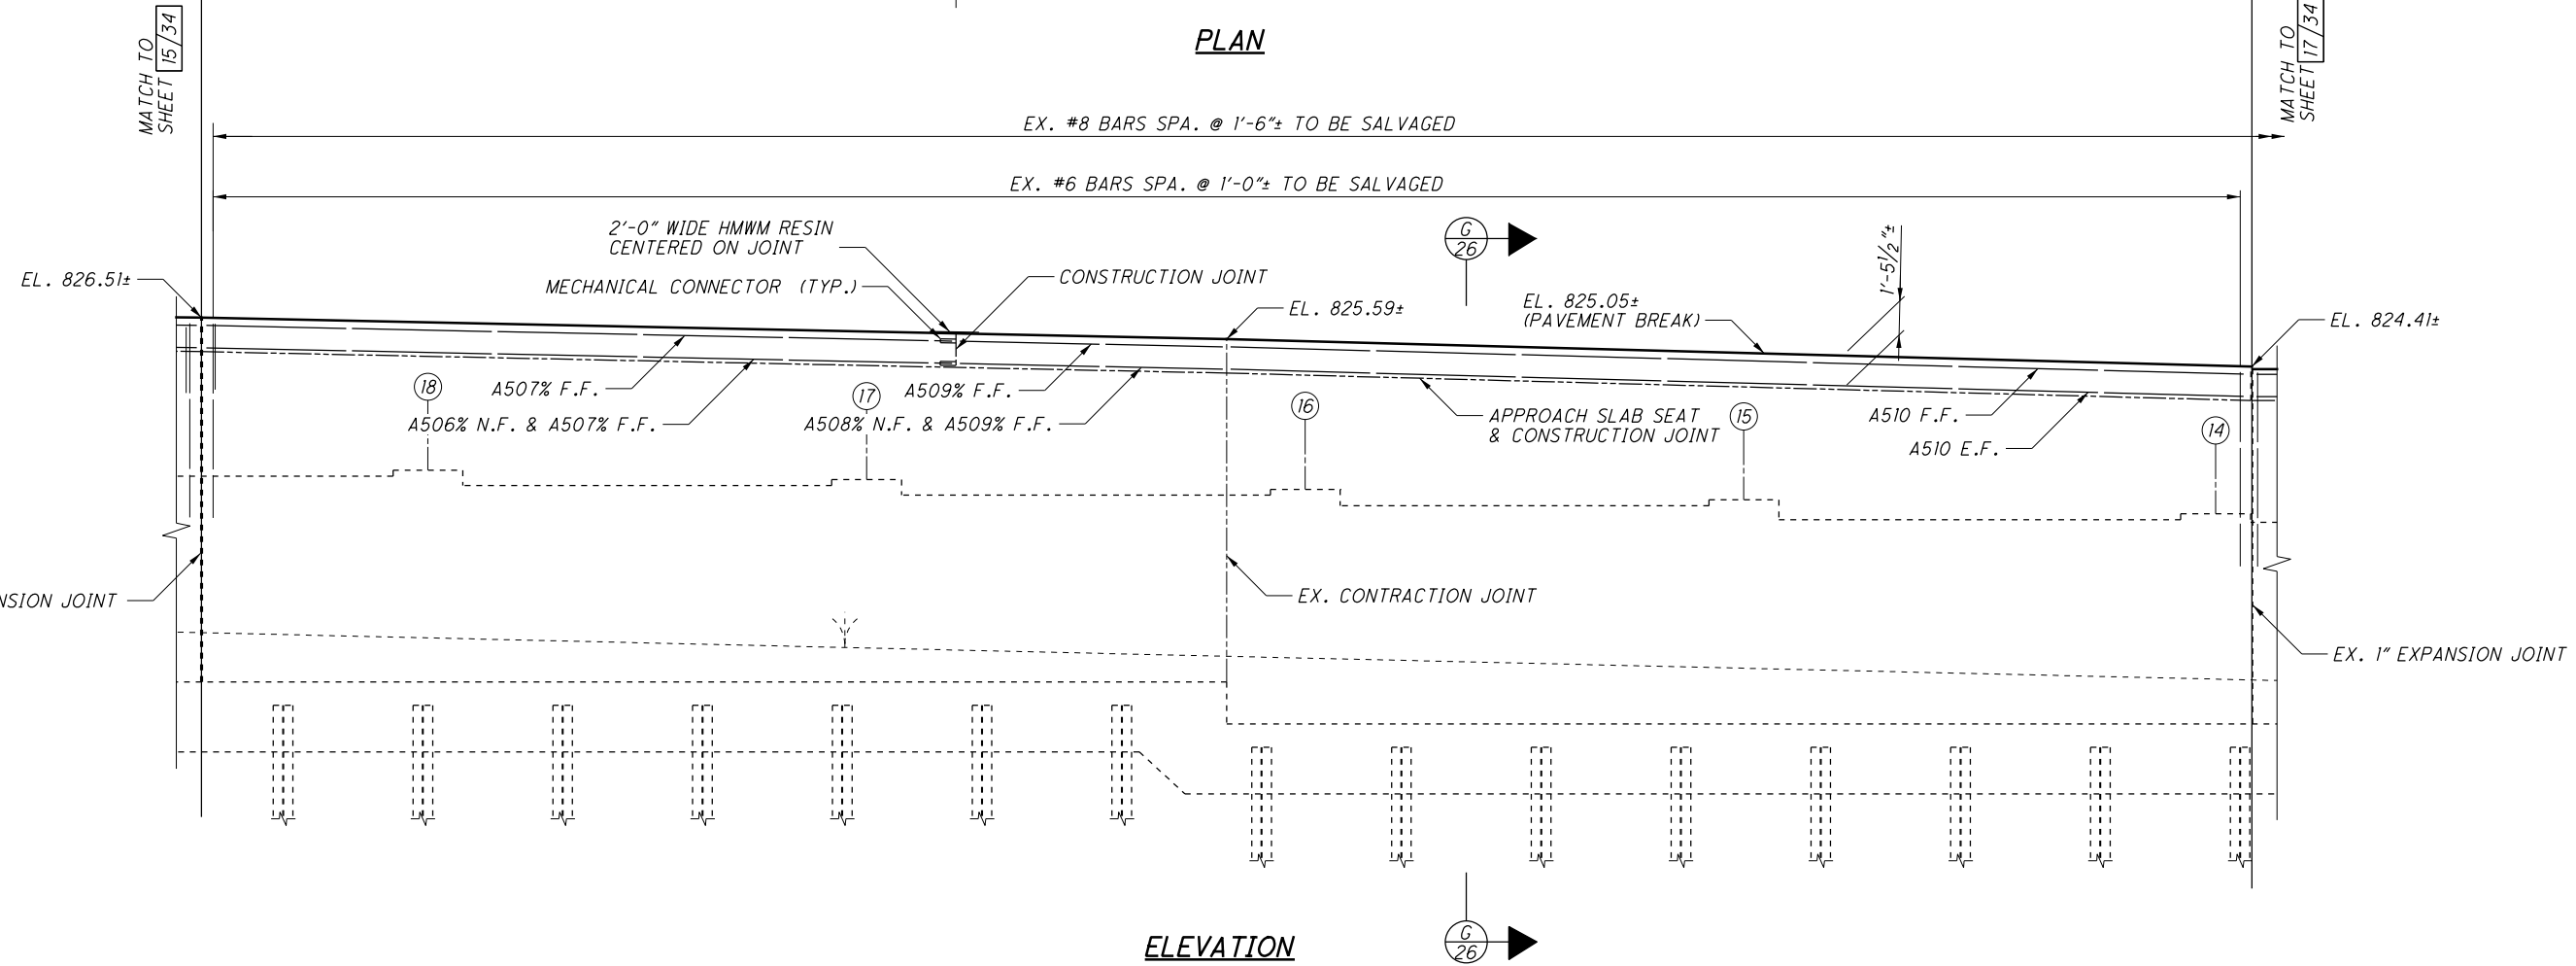 MATCH TO
SHEET 15/34
PLAN
MATCH TO
SHEET 17/34
EX. #8 BARS SPA. @ 1'-6"± TO BE SALVAGED
EX. #6 BARS SPA. @ 1'-0"± TO BE SALVAGED
2'-0" WIDE HMWM RESIN
CENTERED ON JOINT
G
26
1'-5 1/2"±
EL. 826.51±
MECHANICAL CONNECTOR (TYP.)
CONSTRUCTION JOINT
EL. 825.59±
EL. 825.05±
(PAVEMENT BREAK)
EL. 824.41±
18
A507% F.F.
17
A509% F.F.
16
15
A510 F.F.
14
A506% N.F. & A507% F.F.
A508% N.F. & A509% F.F.
APPROACH SLAB SEAT
& CONSTRUCTION JOINT
A510 E.F.
NSION JOINT
EX. CONTRACTION JOINT
EX. 1" EXPANSION JOINT
ELEVATION
G
26